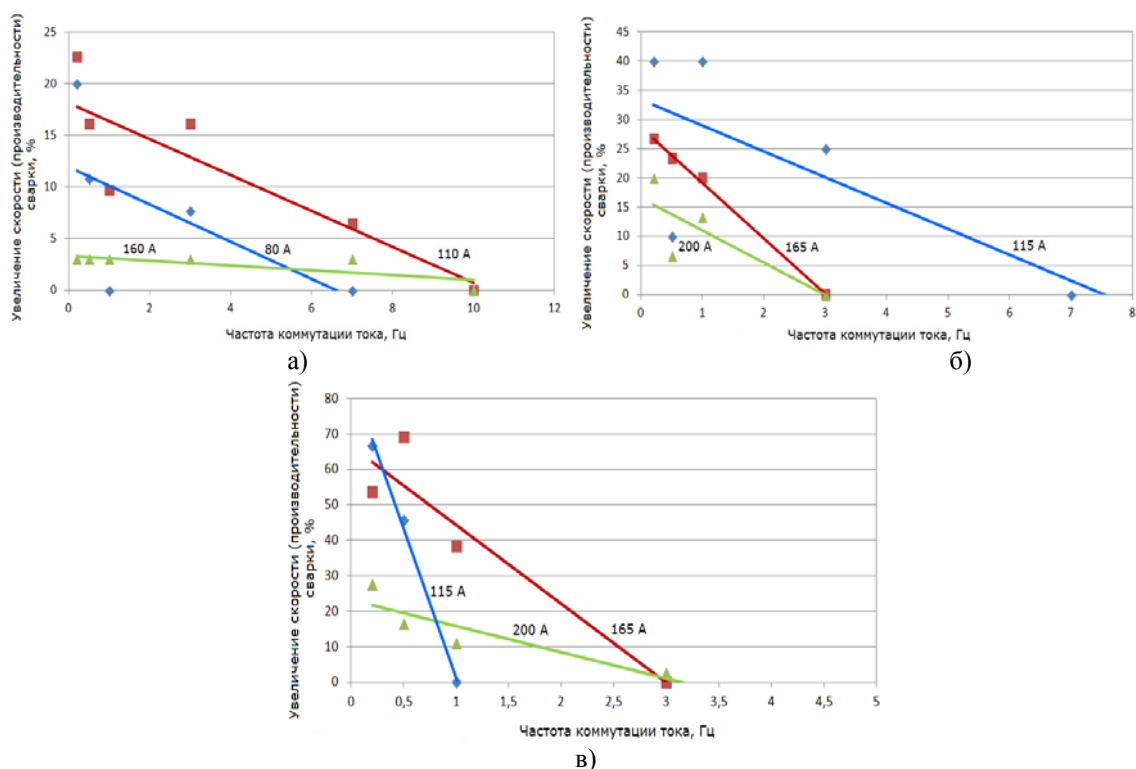 Увеличение скорости (производительности)
сварки, %
25
20
15
10
5
0
160 А
80 А
110 А
0
2
4
6
8
10
12
Частота коммутации тока, Гц
а)
Увеличение скорости (производительности)
сварки, %
45
40
35
30
25
20
15
10
5
0
200 А
165 А
115 А
0
1
2
3
4
5
6
7
8
Частота коммутации тока, Гц
б)
Увеличение скорости (производительности)
сварки, %
80
70
60
50
40
30
20
10
0
115 А
200 А
165 А
0
0,5
1
1,5
2
2,5
3
3,5
4
4,5
5
Частота коммутации тока, Гц
в)